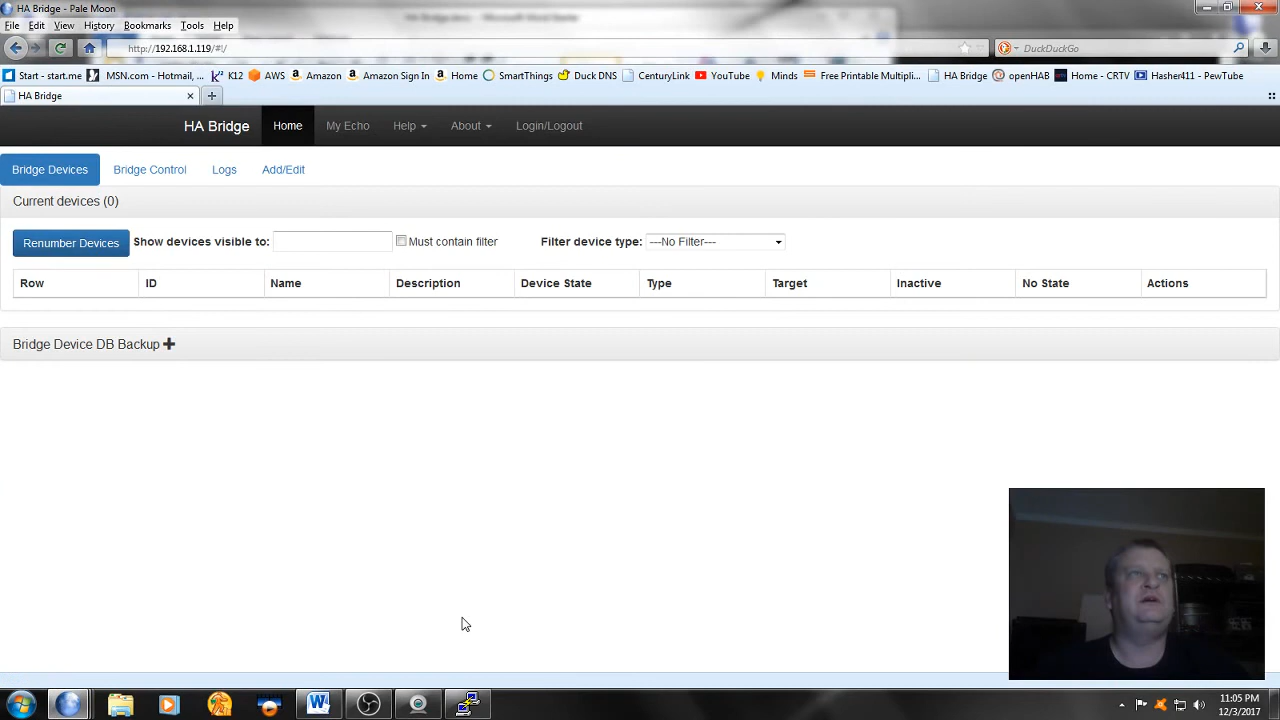 HA Bridge - Pale Moon
File Edit View History Bookmarks Tools Help
http://192.168.1.119/#!/
DuckDuckGo
Start - start.me MSN.com - Hotmail, ... K12 AWS Amazon Amazon Sign In Home SmartThings Duck DNS CenturyLink YouTube Minds Free Printable Multipli... HA Bridge openHAB Home - CRTV Hasher411 - PewTube
HA Bridge
HA Bridge Home My Echo Help About Login/Logout
Bridge Devices Bridge Control Logs Add/Edit
Current devices (0)
Renumber Devices Show devices visible to: Must contain filter Filter device type: ---No Filter---
Row ID Name Description Device State Type Target Inactive No State Actions
Bridge Device DB Backup
11:05 PM
12/3/2017